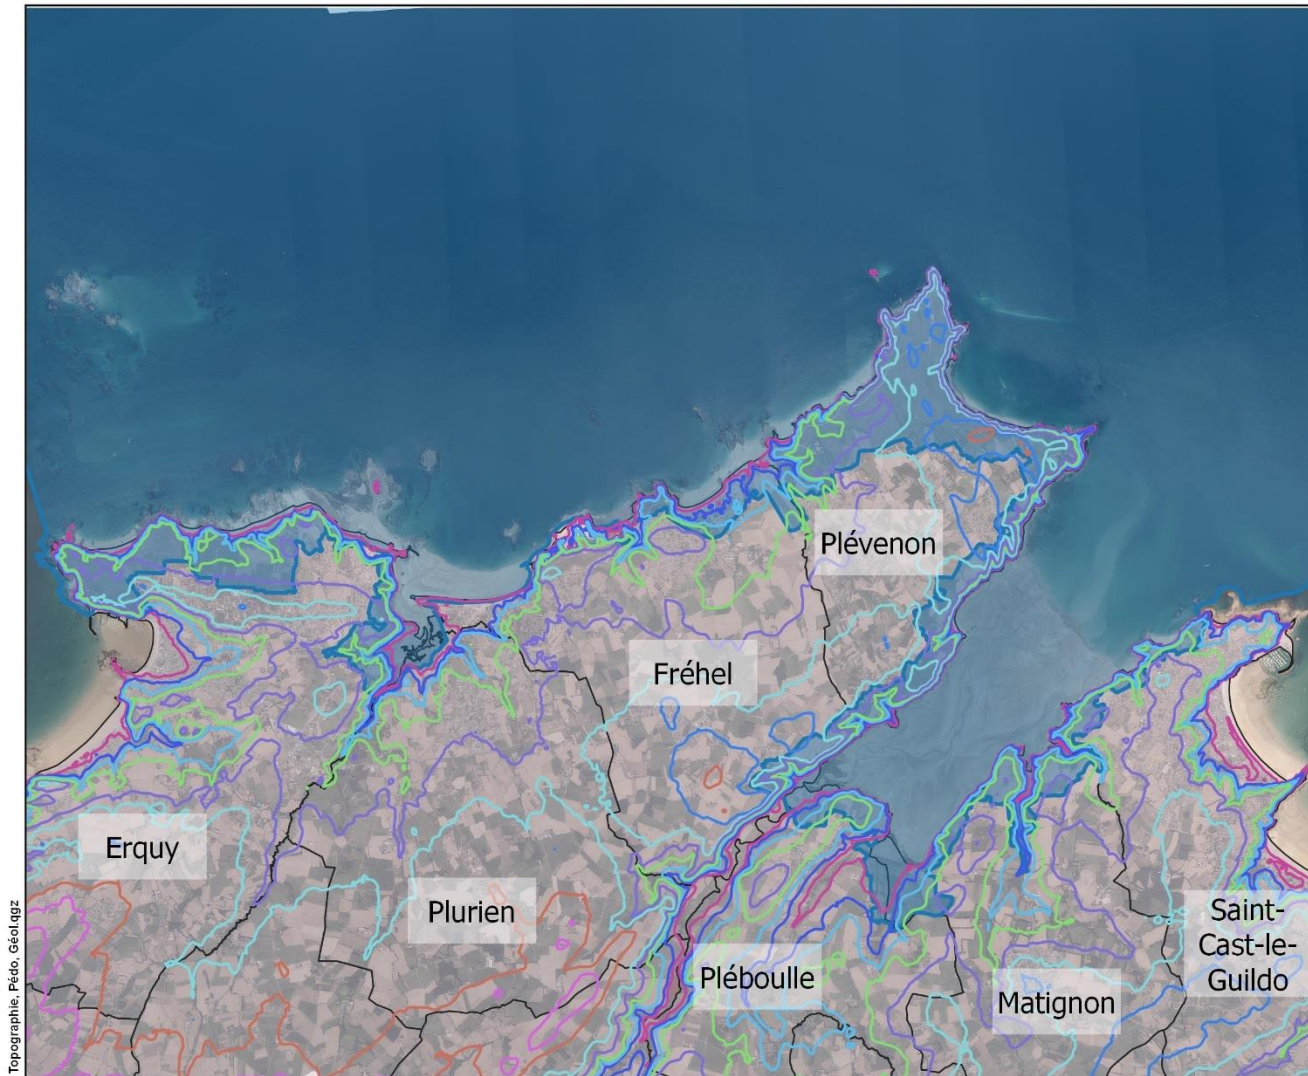 Plévenon
Fréhel
Erquy
Plurien
Pléboulle
Matignon
Saint-
Cast-le-
Guildo
Topographie, Pédo, Géol.qgz